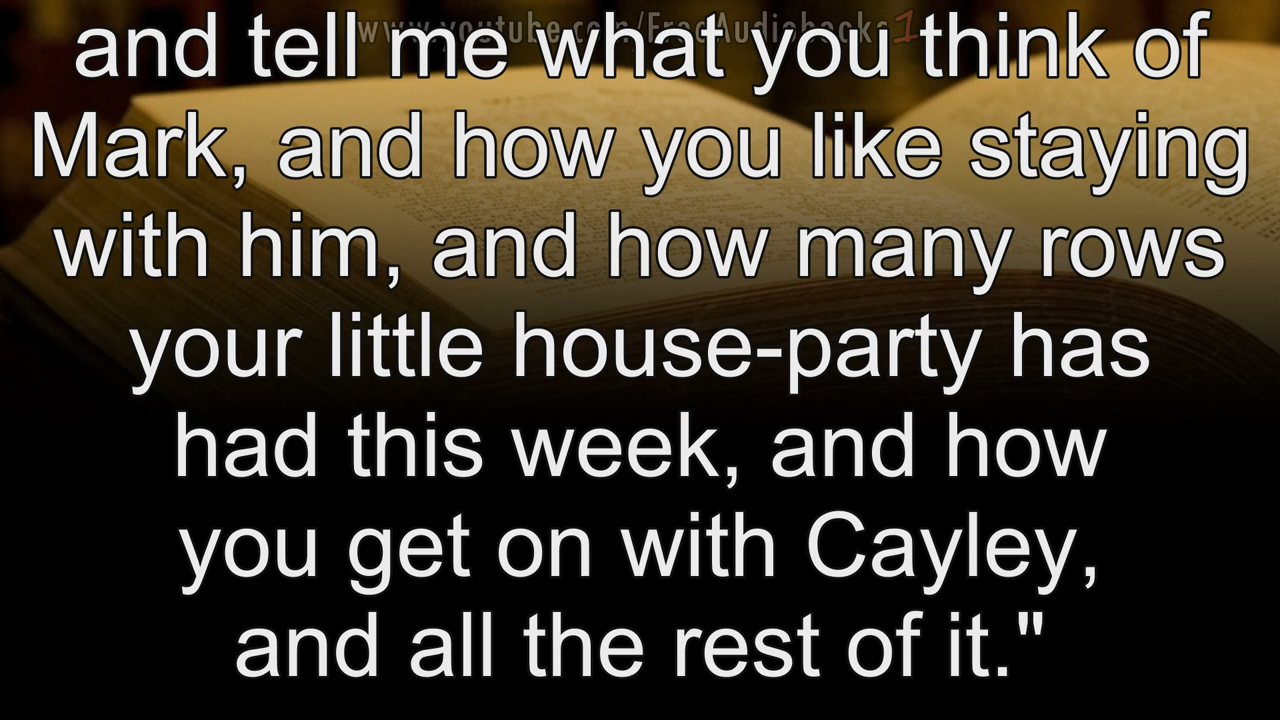 www.youtube.com/FreeAudiobooks1
and tell me what you think of
Mark, and how you like staying
with him, and how many rows
your little house-party has
had this week, and how
you get on with Cayley,
and all the rest of it."